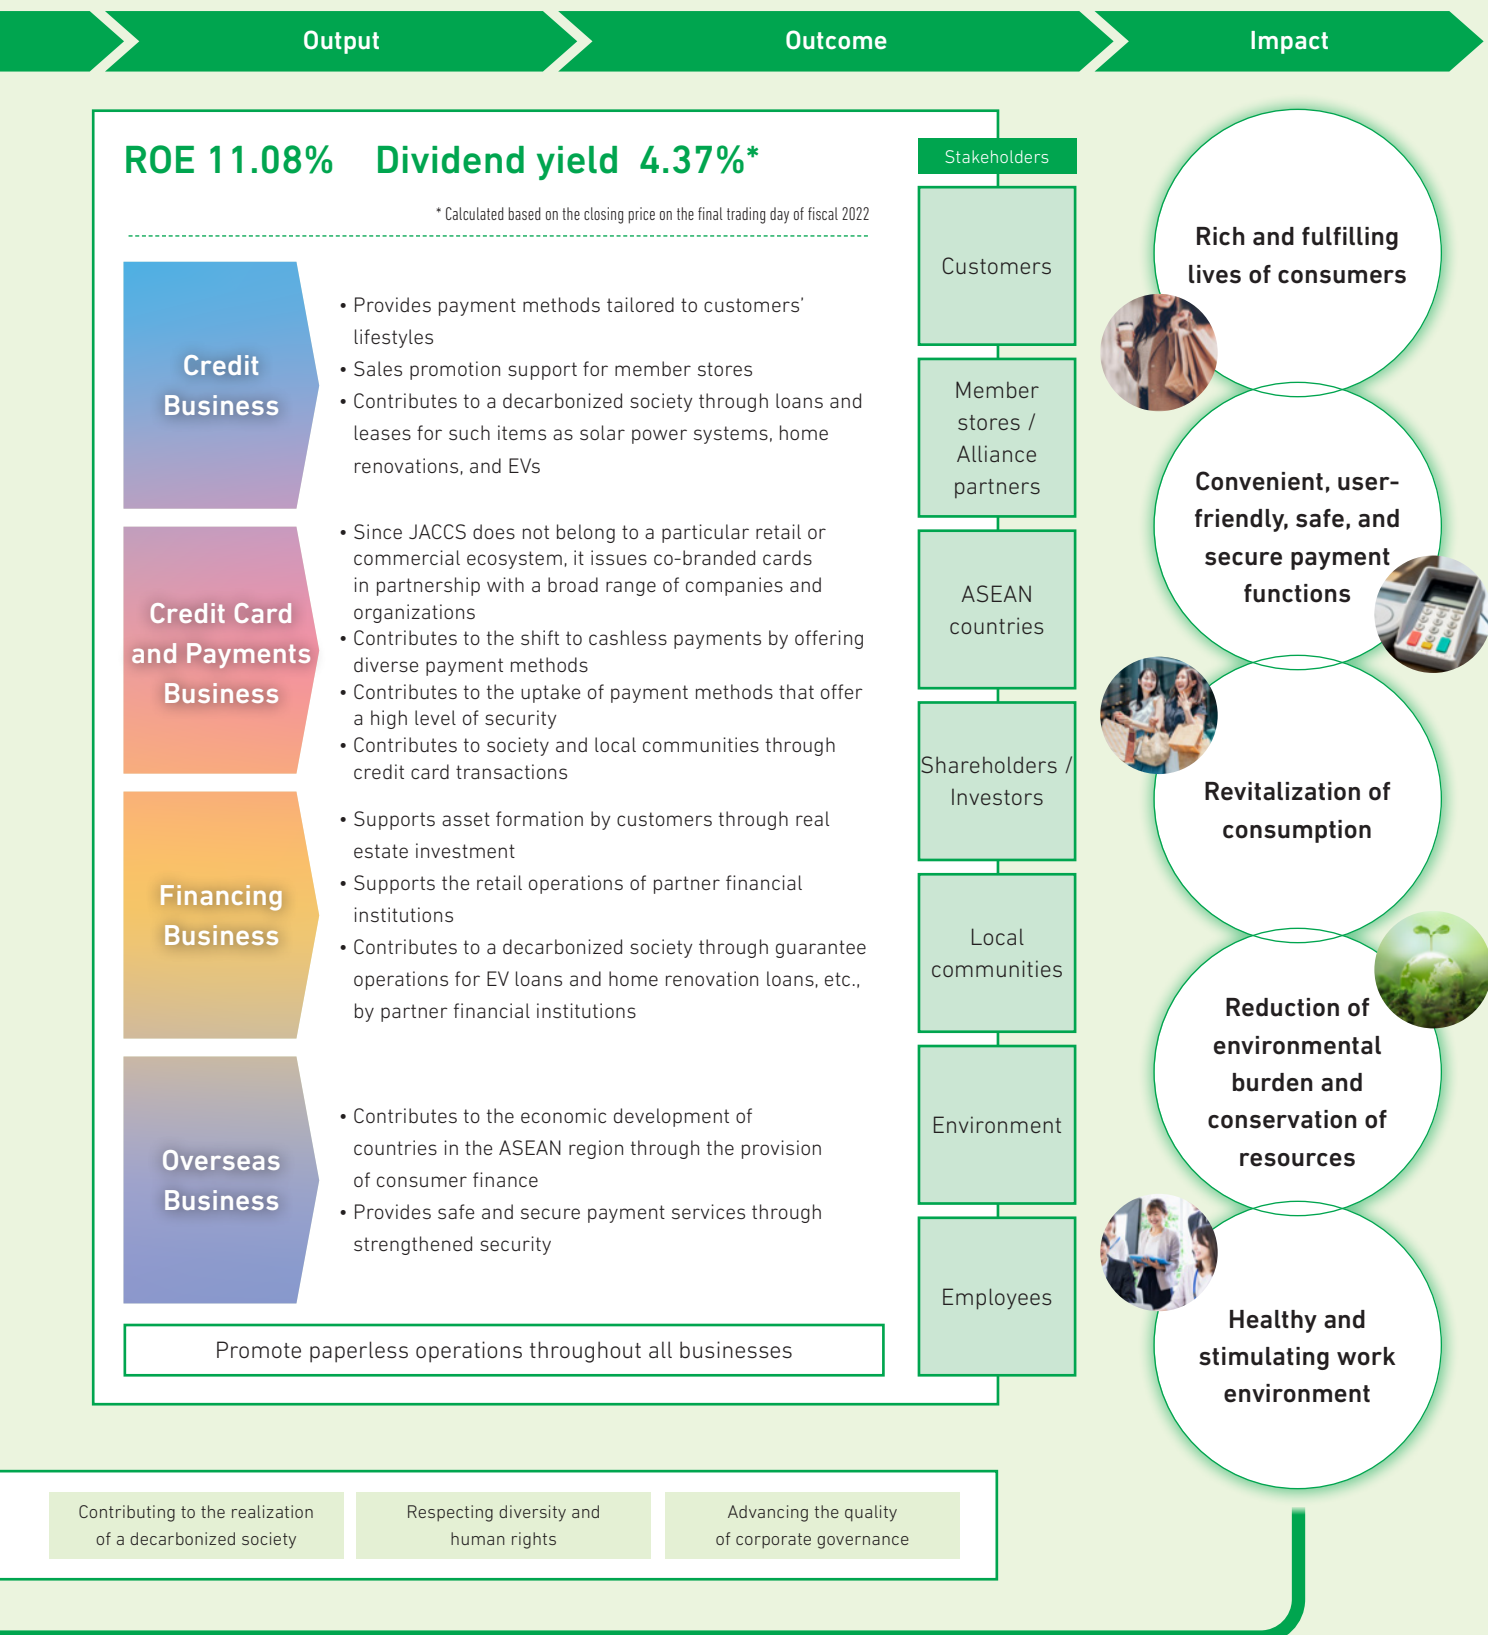 Output
Outcome
Impact
ROE 11.08%
Dividend yield 4.37%*
* Calculated based on the closing price on the final trading day of fiscal 2022
Credit
Business
• Provides payment methods tailored to customers’
lifestyles
• Sales promotion support for member stores
• Contributes to a decarbonized society through loans and
leases for such items as solar power systems, home
renovations, and EVs
Credit Card
and Payments
Business
• Since JACCS does not belong to a particular retail or
commercial ecosystem, it issues co-branded cards
in partnership with a broad range of companies and
organizations
• Contributes to the shift to cashless payments by offering
diverse payment methods
• Contributes to the uptake of payment methods that offer
a high level of security
• Contributes to society and local communities through
credit card transactions
Financing
Business
• Supports asset formation by customers through real
estate investment
• Supports the retail operations of partner financial
institutions
• Contributes to a decarbonized society through guarantee
operations for EV loans and home renovation loans, etc.,
by partner financial institutions
Overseas
Business
• Contributes to the economic development of
countries in the ASEAN region through the provision
of consumer finance
• Provides safe and secure payment services through
strengthened security
Promote paperless operations throughout all businesses
Stakeholders
Customers
Member
stores /
Alliance
partners
ASEAN
countries
Shareholders /
Investors
Local
communities
Environment
Employees
Rich and fulfilling
lives of consumers
Convenient, user-
friendly, safe, and
secure payment
functions
Revitalization of
consumption
Reduction of
environmental
burden and
conservation of
resources
Healthy and
stimulating work
environment
Contributing to the realization
of a decarbonized society
Respecting diversity and
human rights
Advancing the quality
of corporate governance